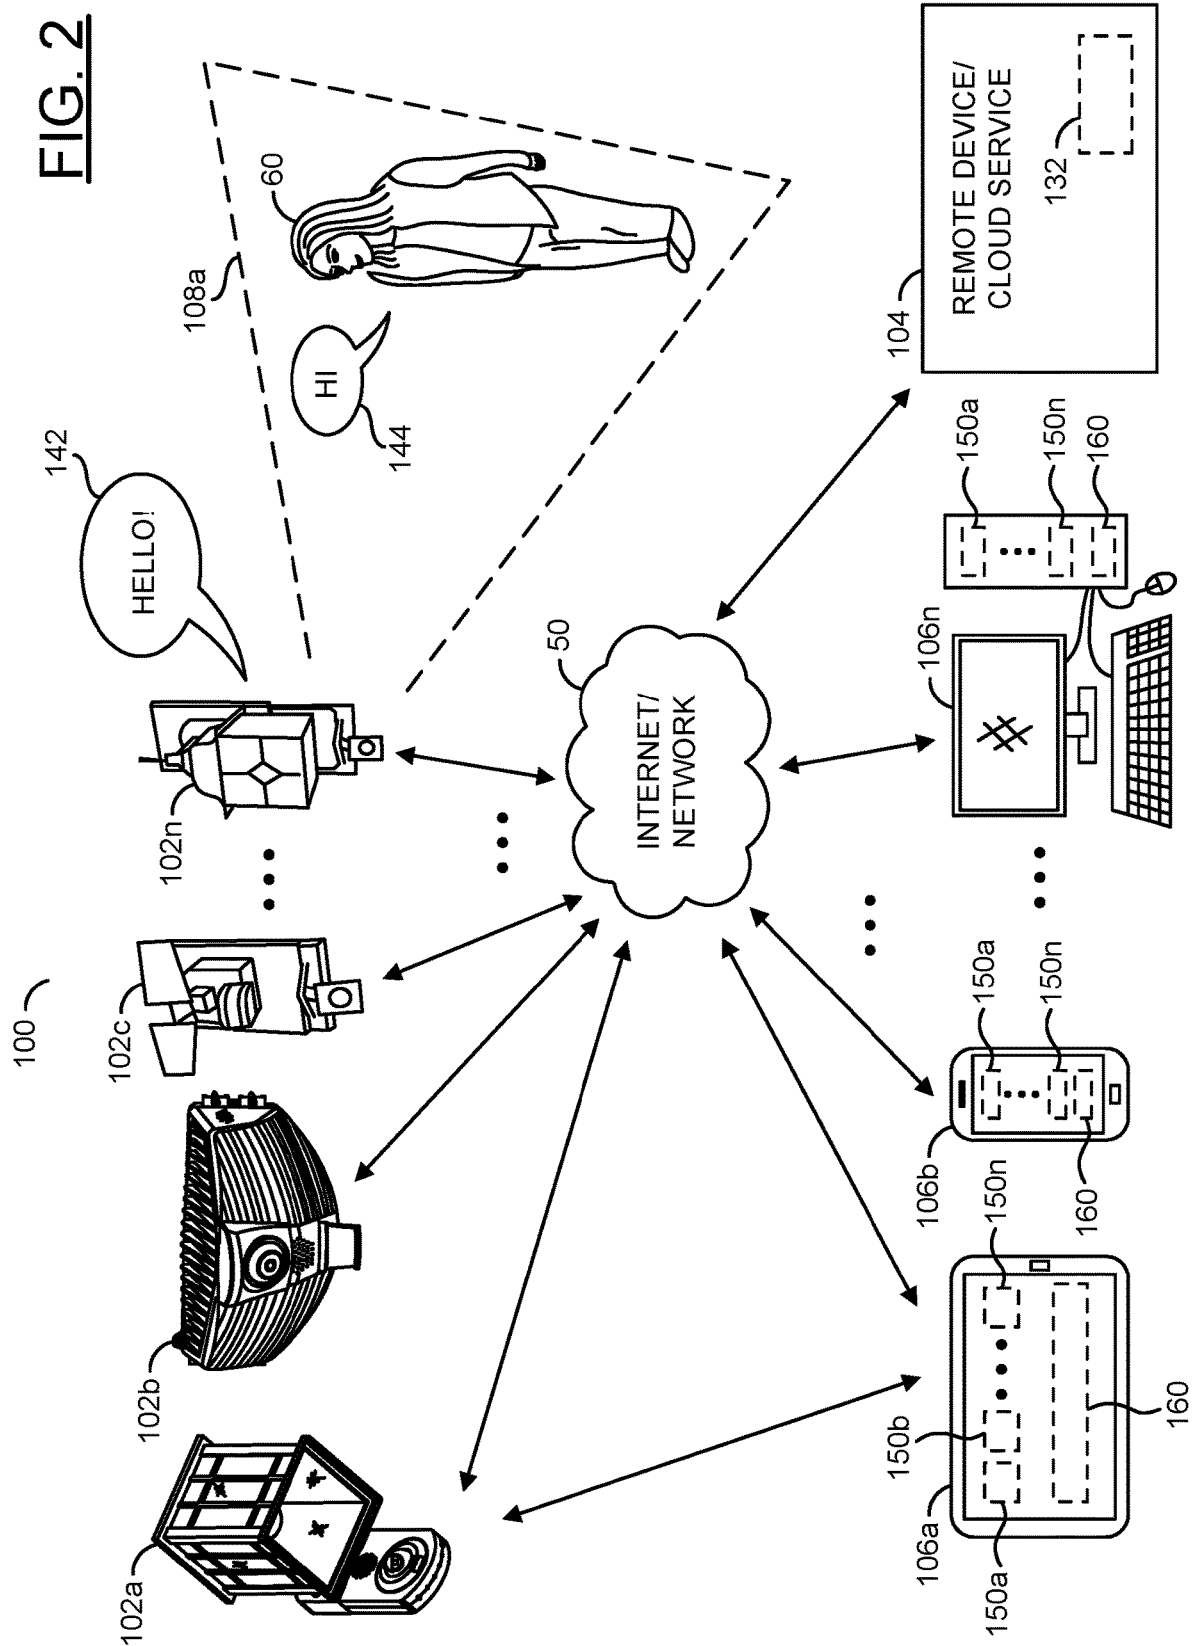 FIG. 2
100
102a
102b
102c
102n
142
HELLO!
108a
60
HI
144
50
INTERNET/
NETWORK
104
REMOTE DEVICE/
CLOUD SERVICE
132
106a
150a
150b
150n
160
106b
150a
150n
160
106n
150a
150n
160